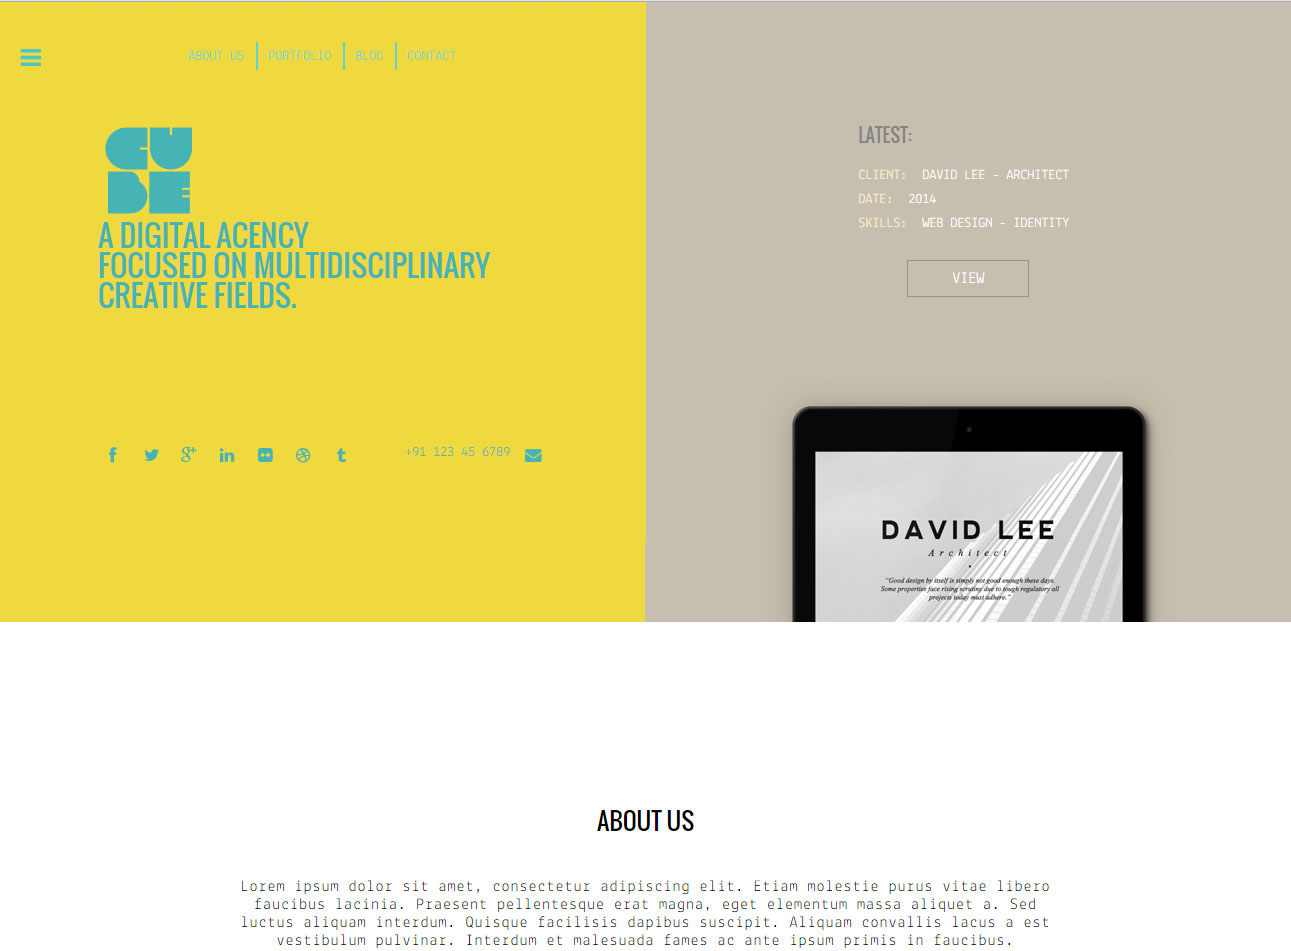 ABOUT US
PORTFOLIO
BLOG
CONTACT
CU
BE
A DIGITAL ACENCY
FOCUSED ON MULTIDISCIPLINARY
CREATIVE FIELDS.
+91 123 45 6789
LATEST:
CLIENT: DAVID LEE - ARCHITECT
DATE: 2014
SKILLS: WEB DESIGN - IDENTITY
VIEW
DAVID LEE
Architect
"Good design by itself is simply not good enough these days.
Some properties face rising scrutiny due to tough regulatory all
projects today must adhere."
ABOUT US
Lorem ipsum dolor sit amet, consectetur adipiscing elit. Etiam molestie purus vitae libero
faucibus lacinia. Praesent pellentesque erat magna, eget elementum massa aliquet a. Sed
luctus aliquam interdum. Quisque facilisis dapibus suscipit. Aliquam convallis lacus a est
vestibulum pulvinar. Interdum et malesuada fames ac ante ipsum primis in faucibus.